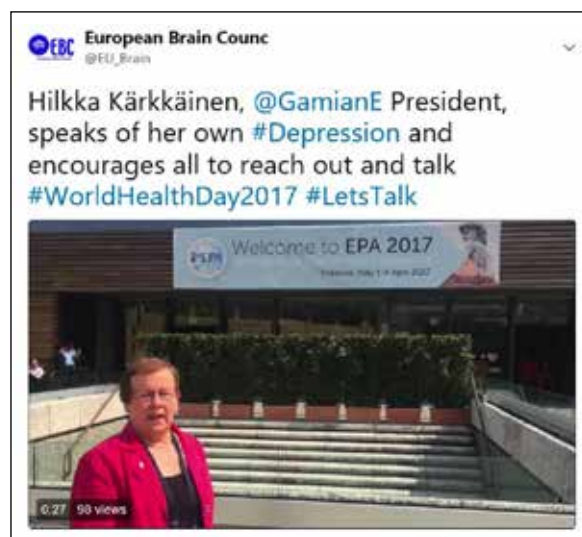 EBC
European Brain Counc
@EU_Brain
Hilkka Kärkkäinen, @GamianE President,
speaks of her own #Depression and
encourages all to reach out and talk
#WorldHealthDay2017 #LetsTalk
Welcome to EPA 2017
0:27 98 views